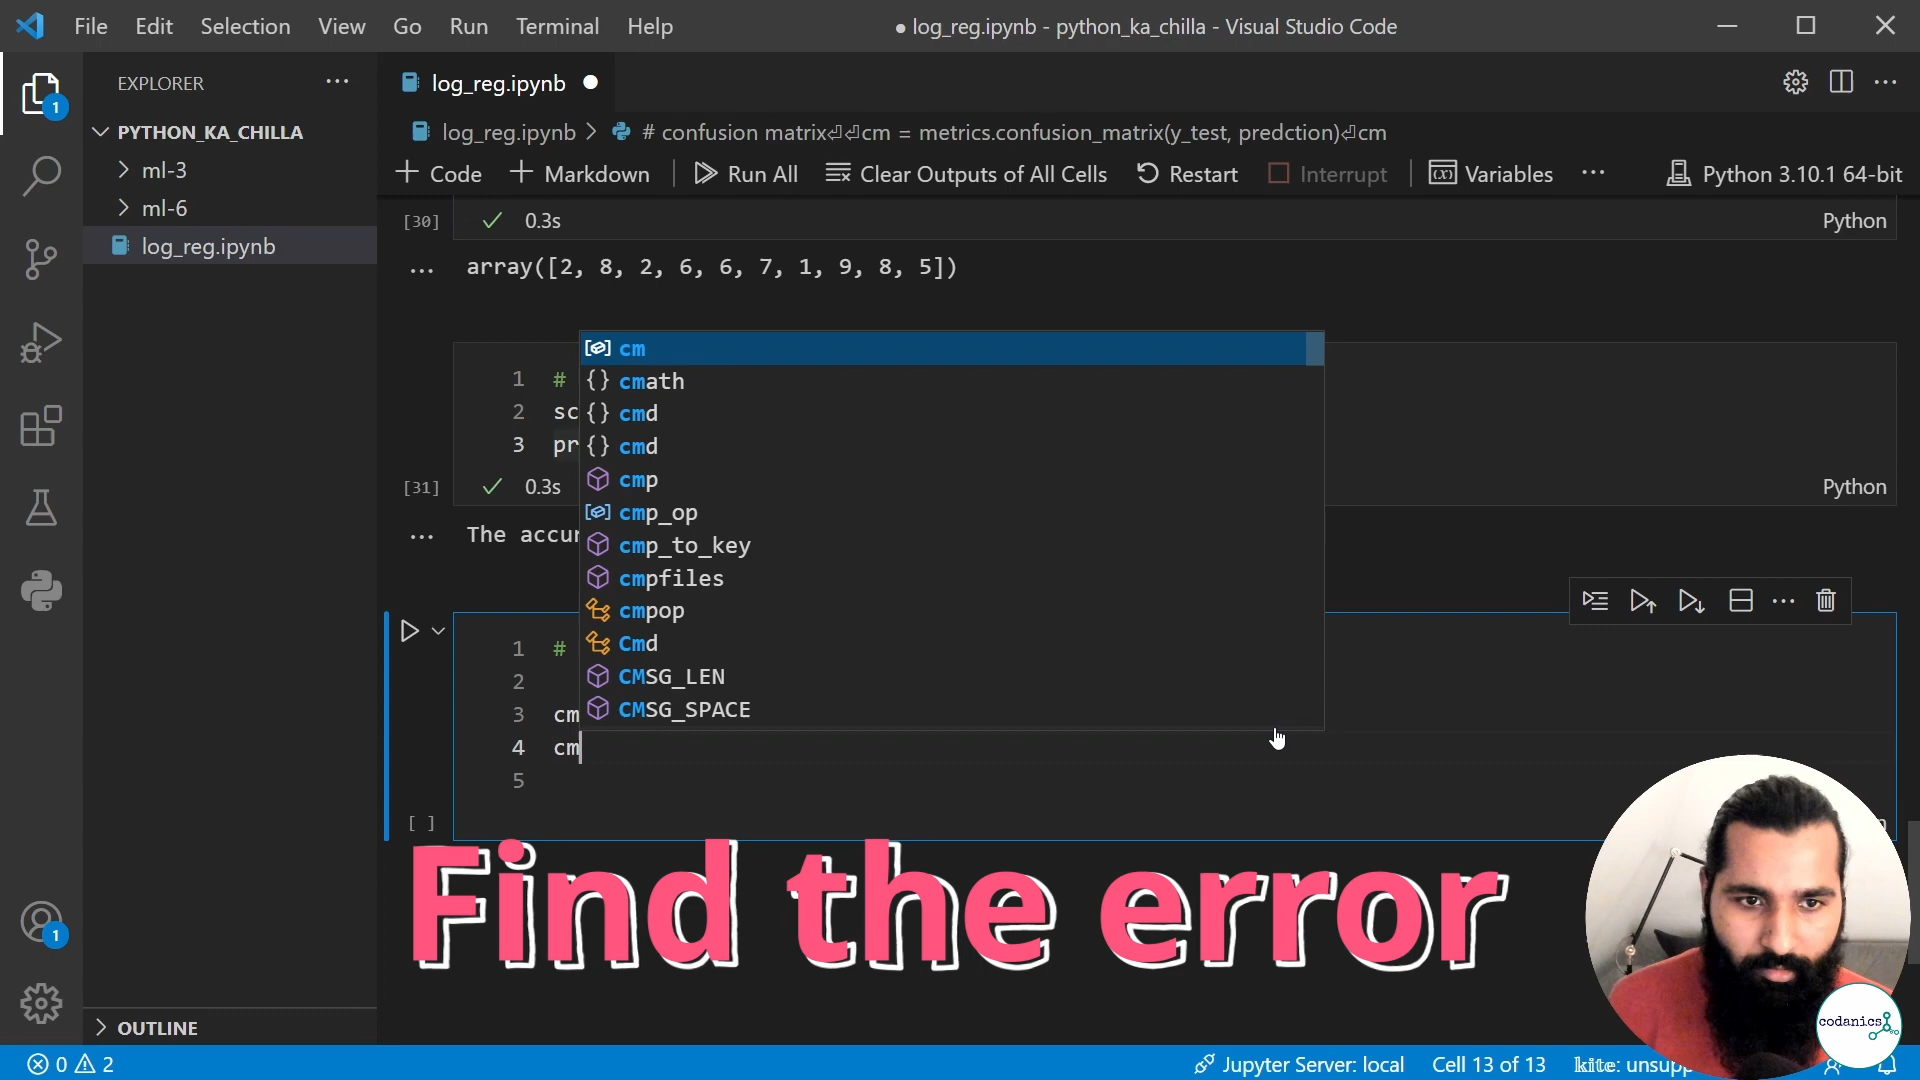 File Edit Selection View Go Run Terminal Help
● log_reg.ipynb - python_ka_chilla - Visual Studio Code
EXPLORER
log_reg.ipynb
1
PYTHON_KA_CHILLA
log_reg.ipynb > # confusion matrix⏎⏎cm = metrics.confusion_matrix(y_test, predction)⏎cm
ml-3
+ Code + Markdown Run All Clear Outputs of All Cells Restart Interrupt Variables ... Python 3.10.1 64-bit
ml-6
log_reg.ipynb
[30] ✓ 0.3s Python
array([2, 8, 2, 6, 6, 7, 1, 9, 8, 5])
1 #
2 sc
3 pr
[31] ✓ 0.3s Python
The accur
cm
cmath
cmd
cmd
cmp
cmp_op
cmp_to_key
cmpfiles
cmpop
Cmd
CMSG_LEN
CMSG_SPACE
1 #
2
3 cm
4 cm
5
[ ]
Find the error
1
codanics
OUTLINE
0 2
Jupyter Server: local Cell 13 of 13 kite: unsupp